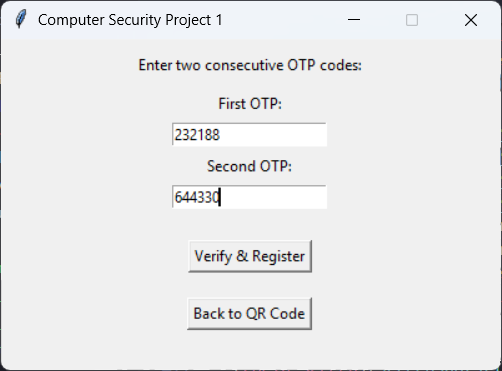 Computer Security Project 1
Enter two consecutive OTP codes:
First OTP:
232188
Second OTP:
644330
Verify & Register
Back to QR Code